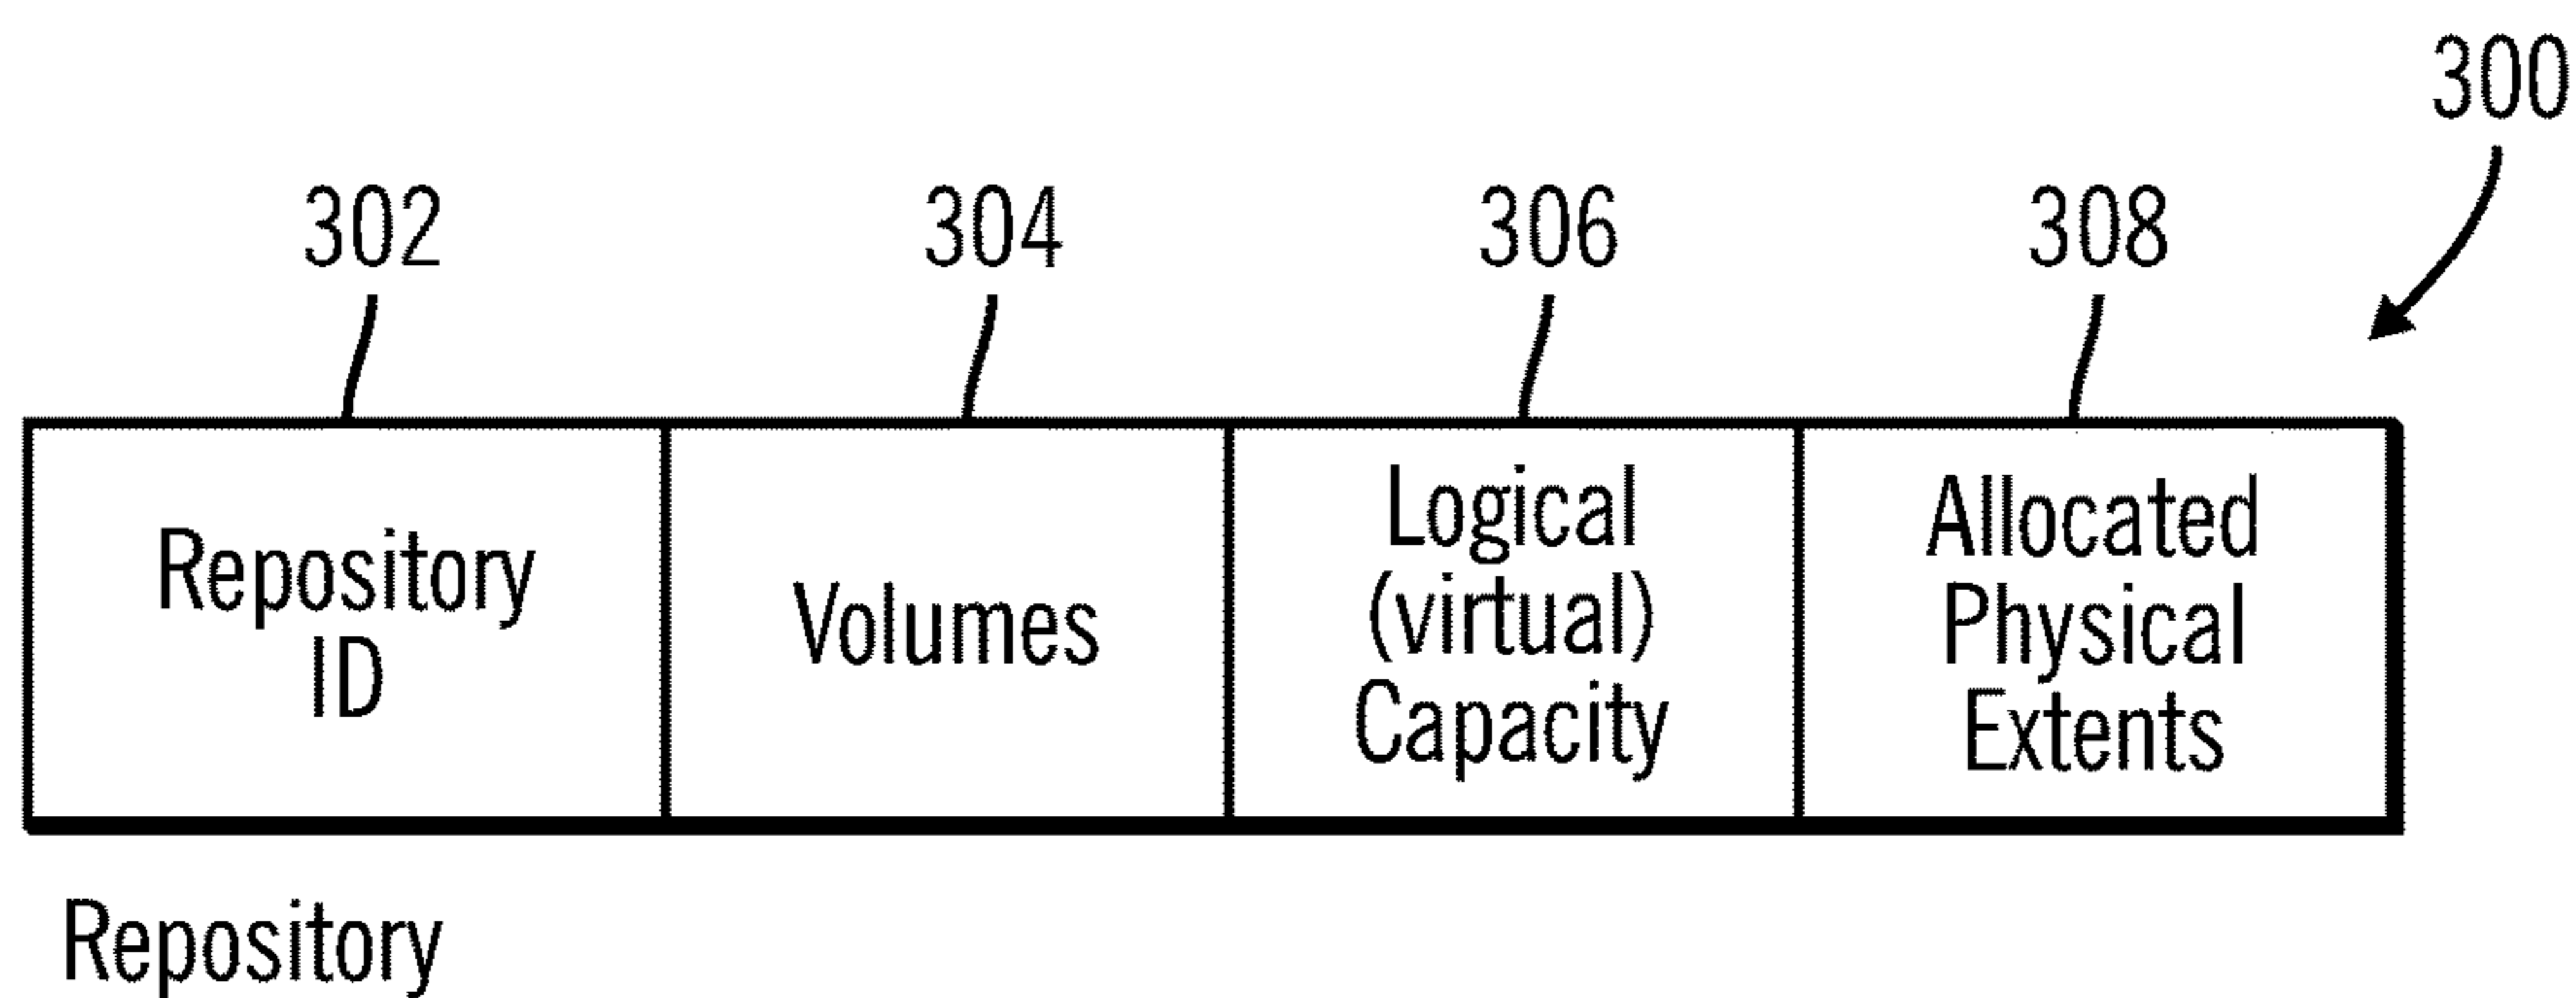 300
302
304
306
308
Repository
ID
Volumes
Logical
(virtual)
Capacity
Allocated
Physical
Extents
Repository